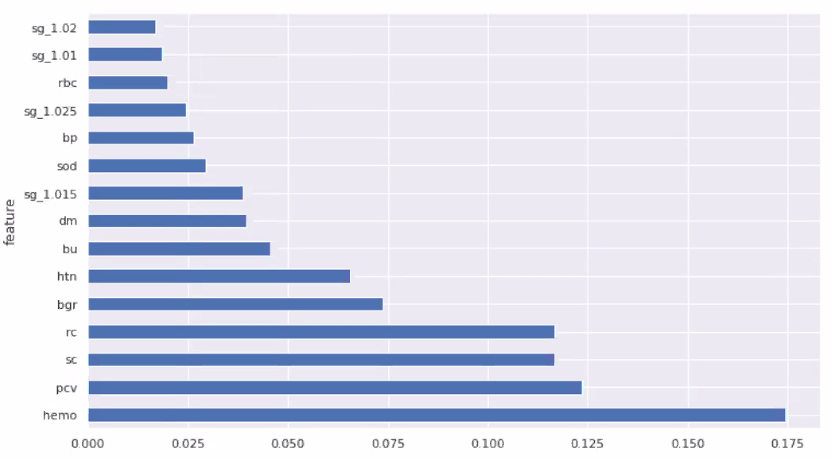 sg_1.02
sg_1.01
rbc
sg_1.025
bp
sod
sg_1.015
dm
feature
bu
htn
bgr
rc
sc
pcv
hemo
0.000 0.025 0.050 0.075 0.100 0.125 0.150 0.175